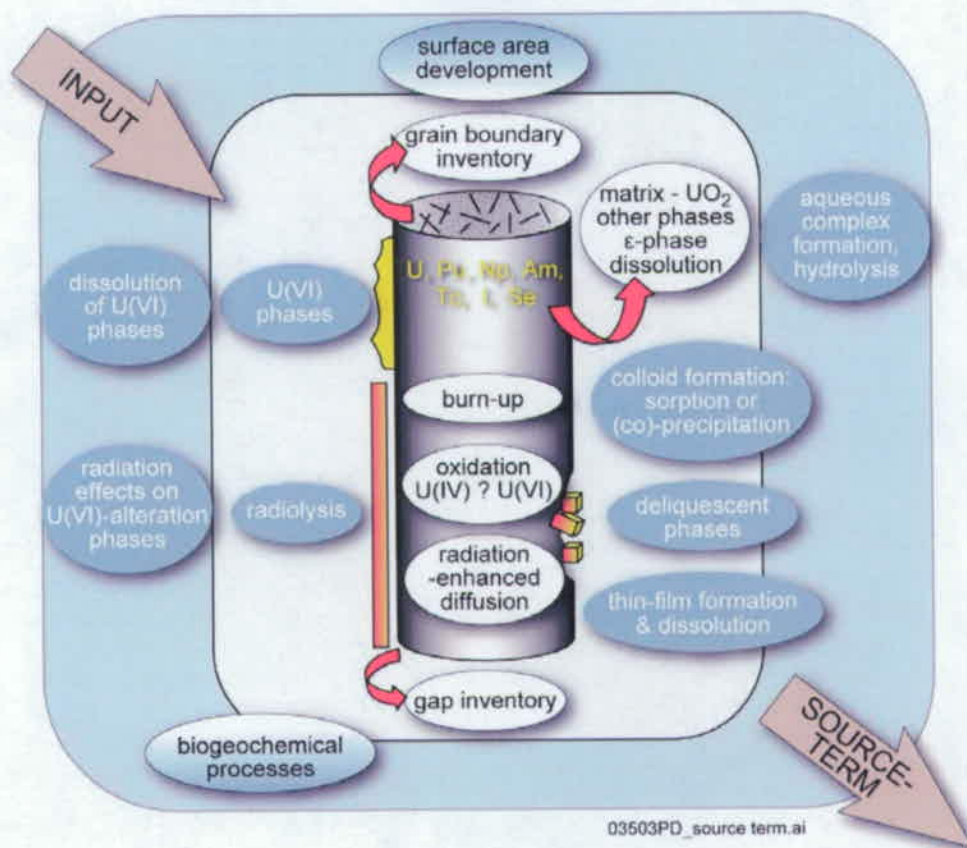 surface area
development
INPUT
grain boundary
inventory
matrix - UO₂
other phases
ε-phase
dissolution
aqueous
complex
formation,
hydrolysis
U, Pu, Np, Am,
Tc, I, Se
dissolution
of U(VI)
phases
U(VI)
phases
colloid formation:
sorption or
(co)-precipitation
burn-up
oxidation
U(IV) ? U(VI)
radiation
effects on
U(VI)-alteration
phases
radiolysis
deliquescent
phases
radiation
-enhanced
diffusion
thin-film formation
& dissolution
gap inventory
biogeochemical
processes
SOURCE-
TERM
03503PD_source term.ai